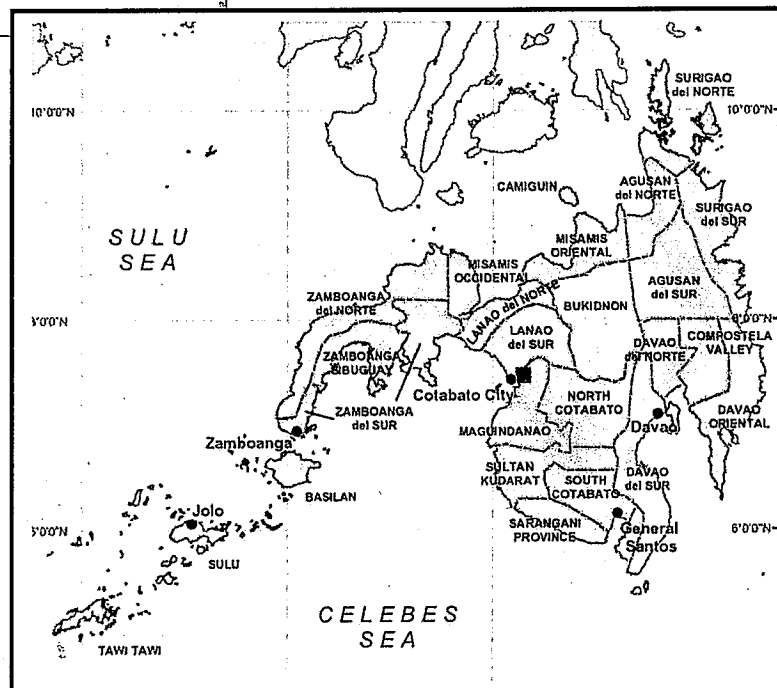 SURIGAO
del NORTE
10°0'0"N
10°0'0"N
CAMIGUIN
AGUSAN
del NORTE
SURIGAO
del SUR
SULU
SEA
MISAMIS
ORIENTAL
MISAMIS
OCCIDENTAL
AGUSAN
del SUR
ZAMBOANGA
del NORTE
LANAO del NORTE
BUKIDNON
8°0'0"N
LANAO
del SUR
DAVAO
del NORTE
COMPOSTELA
VALLEY
ZAMBOANGA
SIBUGUAY
Cotabato City
NORTH
COTABATO
ZAMBOANGA
del SUR
DAVAO
ORIENTAL
Davao
MAGUINDANAO
Zamboanga
SULTAN
KUDARAT
SOUTH
COTABATO
DAVAO
del SUR
BASILAN
Jolo
SARANGANI
PROVINCE
General
Santos
6°0'0"N
SULU
CELEBES
SEA
TAWI TAWI